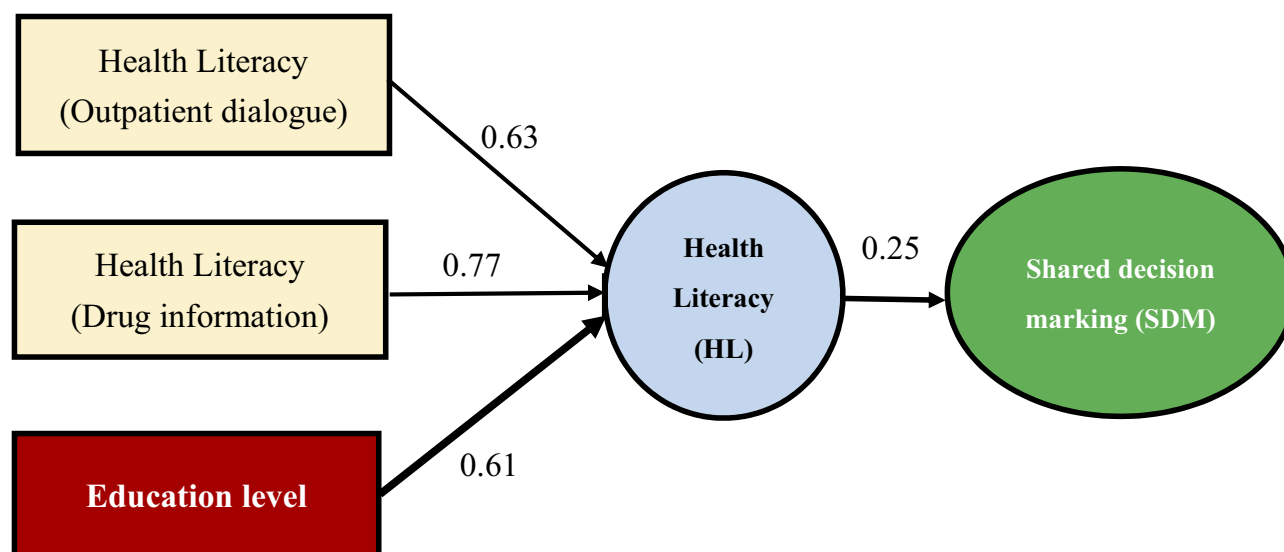 Health Literacy
(Outpatient dialogue)
0.63
Health Literacy
(Drug information)
0.77
Health
Literacy
(HL)
0.25
Shared decision
marking (SDM)
Education level
0.61